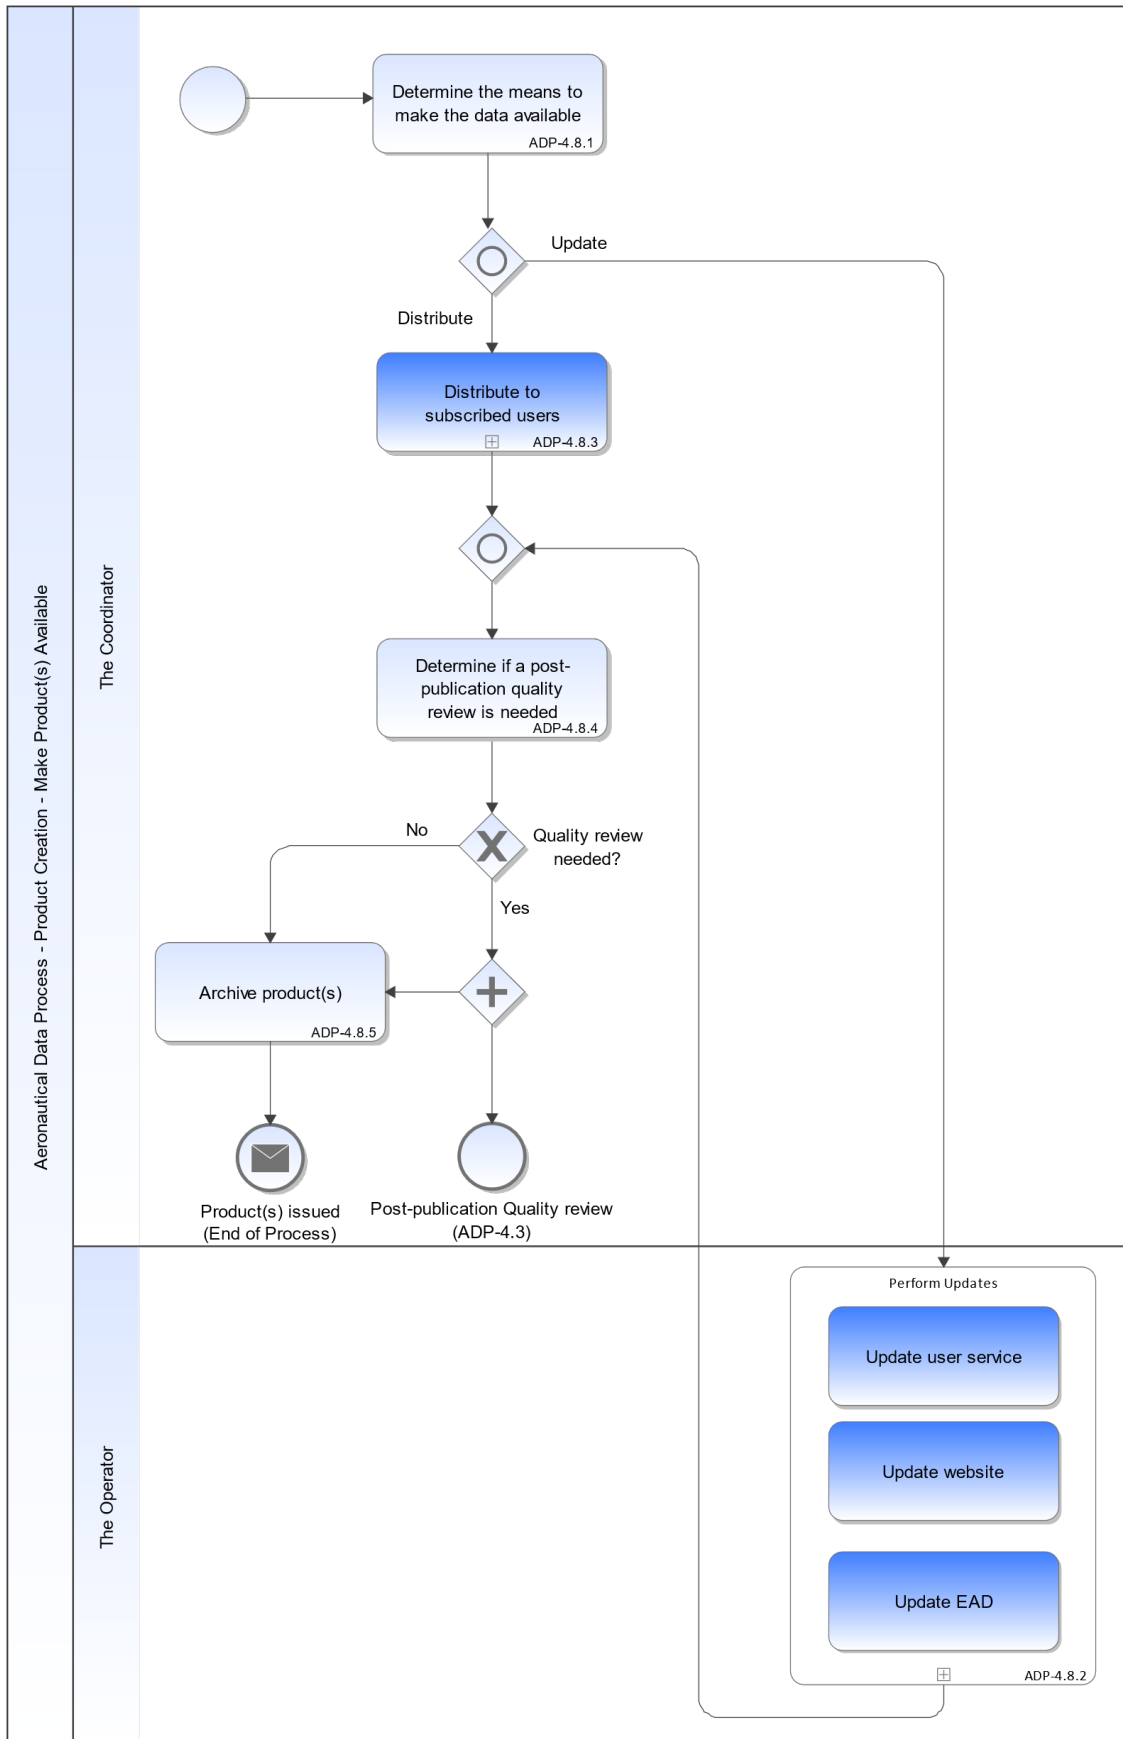 Aeronautical Data Process - Product Creation - Make Product(s) Available
The Coordinator
Determine the means to
make the data available
ADP-4.8.1
Update
Distribute
Distribute to
subscribed users
ADP-4.8.3
Determine if a post-
publication quality
review is needed
ADP-4.8.4
No
Quality review
needed?
Yes
Archive product(s)
ADP-4.8.5
Product(s) issued
(End of Process)
Post-publication Quality review
(ADP-4.3)
The Operator
Perform Updates
Update user service
Update website
Update EAD
ADP-4.8.2